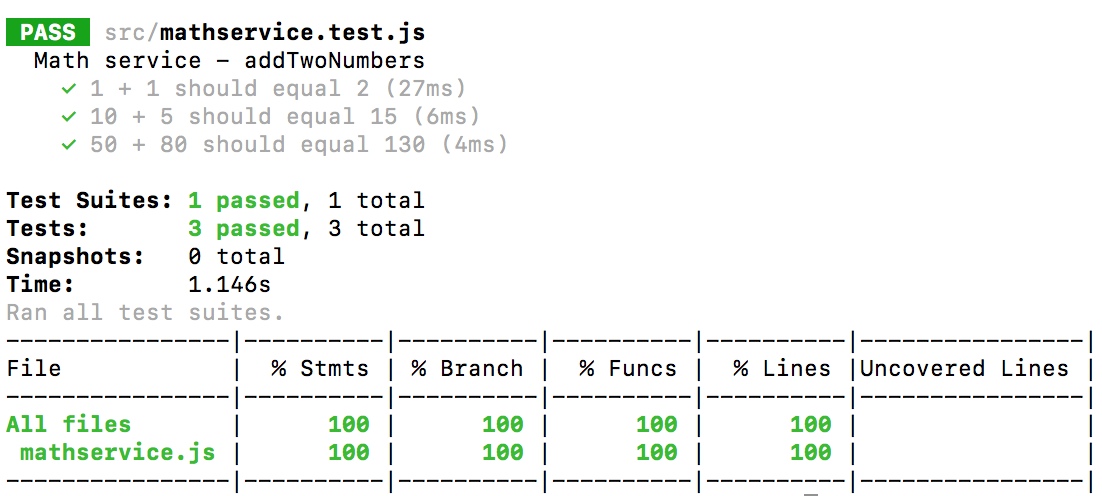 PASS src/mathservice.test.js
Math service – addTwoNumbers
✓ 1 + 1 should equal 2 (27ms)
✓ 10 + 5 should equal 15 (6ms)
✓ 50 + 80 should equal 130 (4ms)
Test Suites: 1 passed, 1 total
Tests: 3 passed, 3 total
Snapshots: 0 total
Time: 1.146s
Ran all test suites.
----------------|----------|----------|----------|----------|----------------|
File | % Stmts | % Branch | % Funcs | % Lines |Uncovered Lines |
----------------|----------|----------|----------|----------|----------------|
All files | 100 | 100 | 100 | 100 | |
mathservice.js | 100 | 100 | 100 | 100 | |
----------------|----------|----------|----------|----------|----------------|